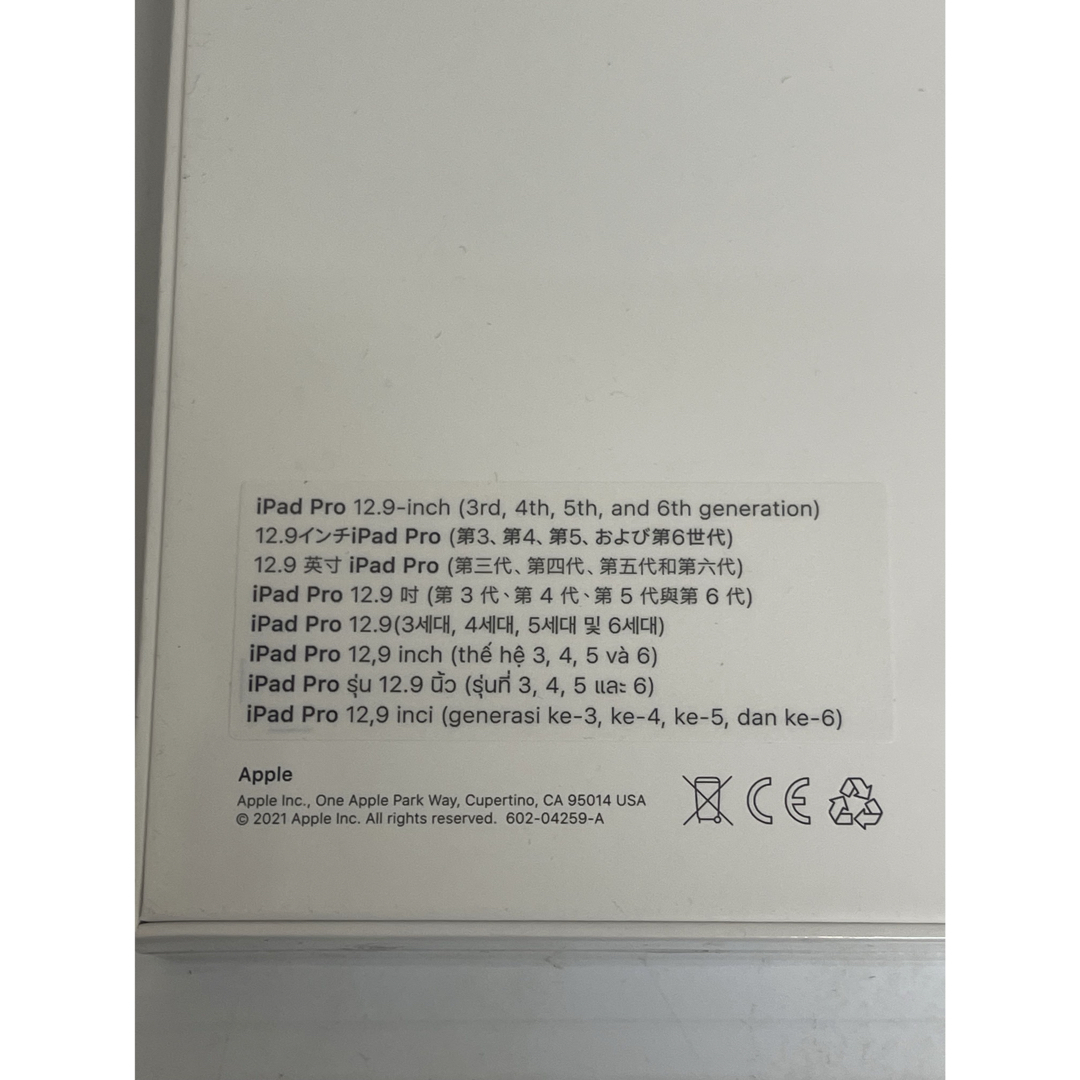 iPad Pro 12.9-inch (3rd, 4th, 5th, and 6th generation)
12.9インチiPad Pro (第3、第4、第5、および第6世代)
12.9 英寸 iPad Pro (第三代、第四代、第五代和第六代)
iPad Pro 12.9 吋 (第 3 代、第 4 代、第 5 代與第 6 代)
iPad Pro 12.9(3세대, 4세대, 5세대 및 6세대)
iPad Pro 12,9 inch (thế hệ 3, 4, 5 và 6)
iPad Pro รุ่น 12.9 นิ้ว (รุ่นที่ 3, 4, 5 และ 6)
iPad Pro 12,9 inci (generasi ke-3, ke-4, ke-5, dan ke-6)
Apple
Apple Inc., One Apple Park Way, Cupertino, CA 95014 USA
© 2021 Apple Inc. All rights reserved. 602-04259-A
CE